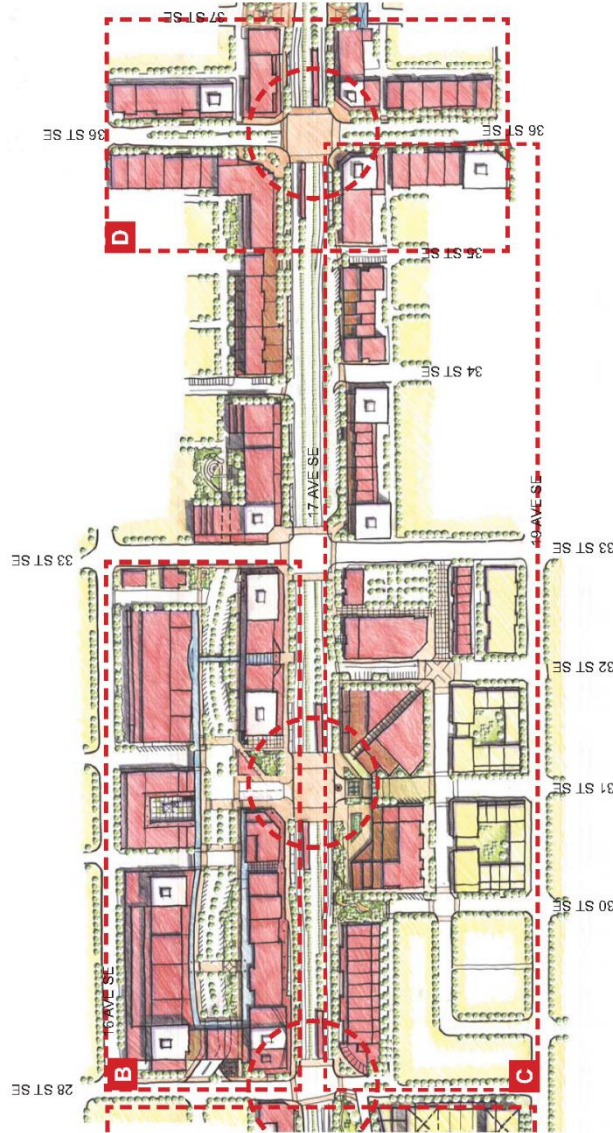 37 ST SE
36 ST SE
36 ST SE
D
35 ST SE
34 ST SE
17 AVE SE
19 AVE SE
33 ST SE
33 ST SE
32 ST SE
31 ST SE
30 ST SE
16 AVE SE
28 ST SE
B
C